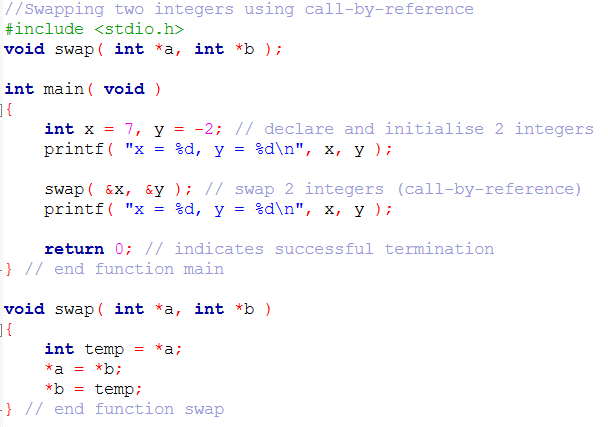 //Swapping two integers using call-by-reference
#include <stdio.h>
void swap( int *a, int *b );
int main( void )
{
int x = 7, y = -2; // declare and initialise 2 integers
printf( "x = %d, y = %d\n", x, y );
swap( &x, &y ); // swap 2 integers (call-by-reference)
printf( "x = %d, y = %d\n", x, y );
return 0; // indicates successful termination
} // end function main
void swap( int *a, int *b )
{
int temp = *a;
*a = *b;
*b = temp;
} // end function swap